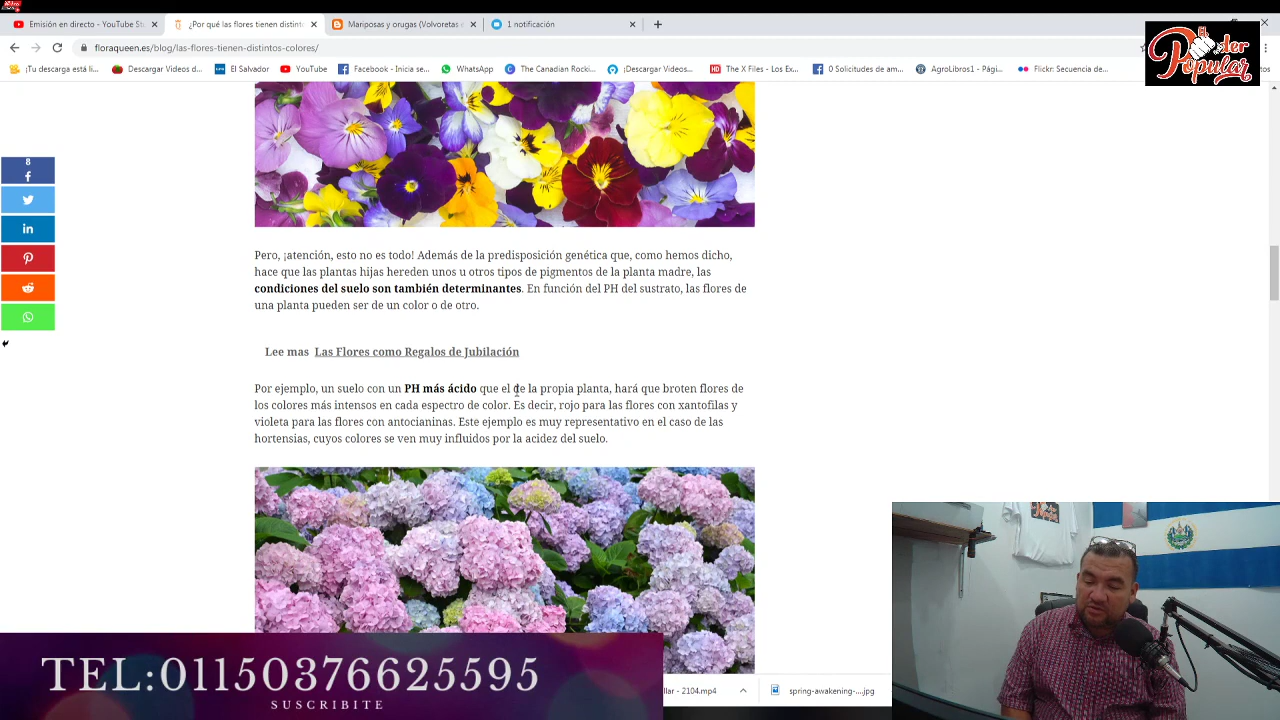 Emisión en directo - YouTube St
¿Por qué las flores tienen distint
Mariposas y orugas (Volvoretas e
1 notificación
floraqueen.es/blog/las-flores-tienen-distintos-colores/
¡Tu descarga está li...
Descargar Videos d...
El Salvador
YouTube
Facebook - Inicia se...
WhatsApp
The Canadian Rocki...
¡Descargar Videos...
The X Files - Los Ex...
0 Solicitudes de am...
AgroLibros1 - Pági...
Flickr: Secuencia de...
El
Poder
Popular
8
Pero, ¡atención, esto no es todo! Además de la predisposición genética que, como hemos dicho,
hace que las plantas hijas hereden unos u otros tipos de pigmentos de la planta madre, las
condiciones del suelo son también determinantes. En función del PH del sustrato, las flores de
una planta pueden ser de un color o de otro.
Lee mas Las Flores como Regalos de Jubilación
Por ejemplo, un suelo con un PH más ácido que el de la propia planta, hará que broten flores de
los colores más intensos en cada espectro de color. Es decir, rojo para las flores con xantofilas y
violeta para las flores con antocianinas. Este ejemplo es muy representativo en el caso de las
hortensias, cuyos colores se ven muy influidos por la acidez del suelo.
TEL:01150376625595
SUSCRIBITE
llar - 2104.mp4
spring-awakening-....jpg